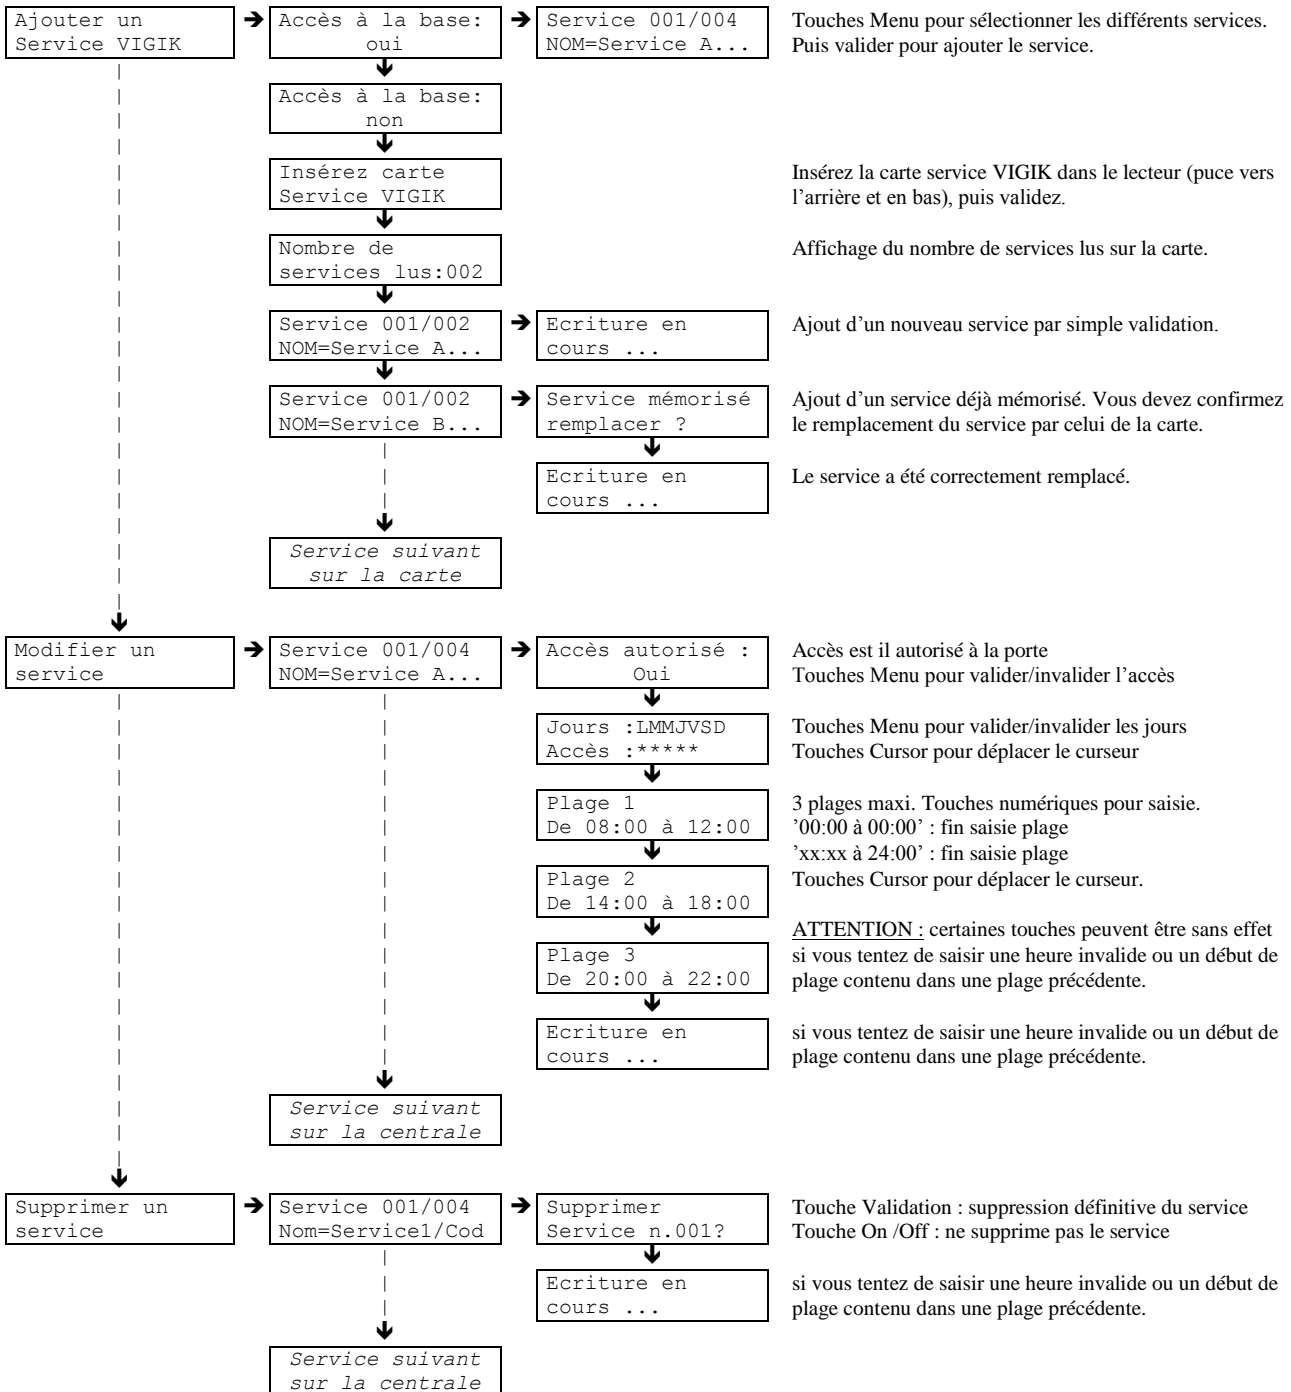 Ajouter un
Service VIGIK
Accès à la base:
oui
Service 001/004
NOM=Service A...
Touches Menu pour sélectionner les différents services.
Puis valider pour ajouter le service.
Accès à la base:
non
Insérez carte
Service VIGIK
Insérez la carte service VIGIK dans le lecteur (puce vers
l’arrière et en bas), puis validez.
Nombre de
services lus:002
Affichage du nombre de services lus sur la carte.
Service 001/002
NOM=Service A...
Ecriture en
cours ...
Ajout d’un nouveau service par simple validation.
Service 001/002
NOM=Service B...
Service mémorisé
remplacer ?
Ajout d’un service déjà mémorisé. Vous devez confirmez
le remplacement du service par celui de la carte.
Ecriture en
cours ...
Le service a été correctement remplacé.
Service suivant
sur la carte
Modifier un
service
Service 001/004
NOM=Service A...
Accès autorisé :
Oui
Accès est il autorisé à la porte
Touches Menu pour valider/invalider l’accès
Jours :LMMJVSD
Accès :*****
Touches Menu pour valider/invalider les jours
Touches Cursor pour déplacer le curseur
Plage 1
De 08:00 à 12:00
3 plages maxi. Touches numériques pour saisie.
’00:00 à 00:00’ : fin saisie plage
’xx:xx à 24:00’ : fin saisie plage
Touches Cursor pour déplacer le curseur.
Plage 2
De 14:00 à 18:00
ATTENTION : certaines touches peuvent être sans effet
si vous tentez de saisir une heure invalide ou un début de
plage contenu dans une plage précédente.
Plage 3
De 20:00 à 22:00
Ecriture en
cours ...
si vous tentez de saisir une heure invalide ou un début de
plage contenu dans une plage précédente.
Service suivant
sur la centrale
Supprimer un
service
Service 001/004
Nom=Service1/Cod
Supprimer
Service n.001?
Touche Validation : suppression définitive du service
Touche On /Off : ne supprime pas le service
Ecriture en
cours ...
si vous tentez de saisir une heure invalide ou un début de
plage contenu dans une plage précédente.
Service suivant
sur la centrale